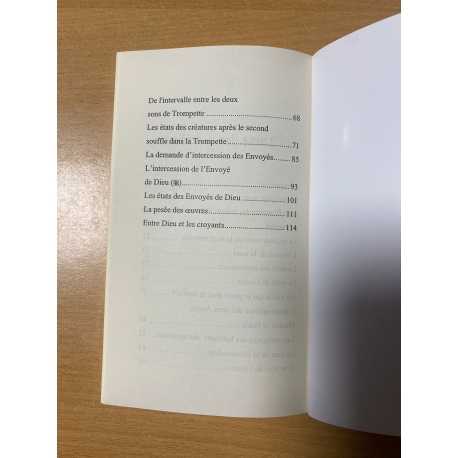 De l'intervalle entre les deux
sons de Trompette ........ 68
Les états des créatures après le second
souffle dans la Trompette ........ 71
La demande d'intercession des Envoyés ... 85
L'intercession de l'Envoyé
de Dieu (ﷺ) ........ 93
Les états des Envoyés de Dieu ........ 101
La pesée des œuvres ........ 111
Entre Dieu et les croyants ........ 114